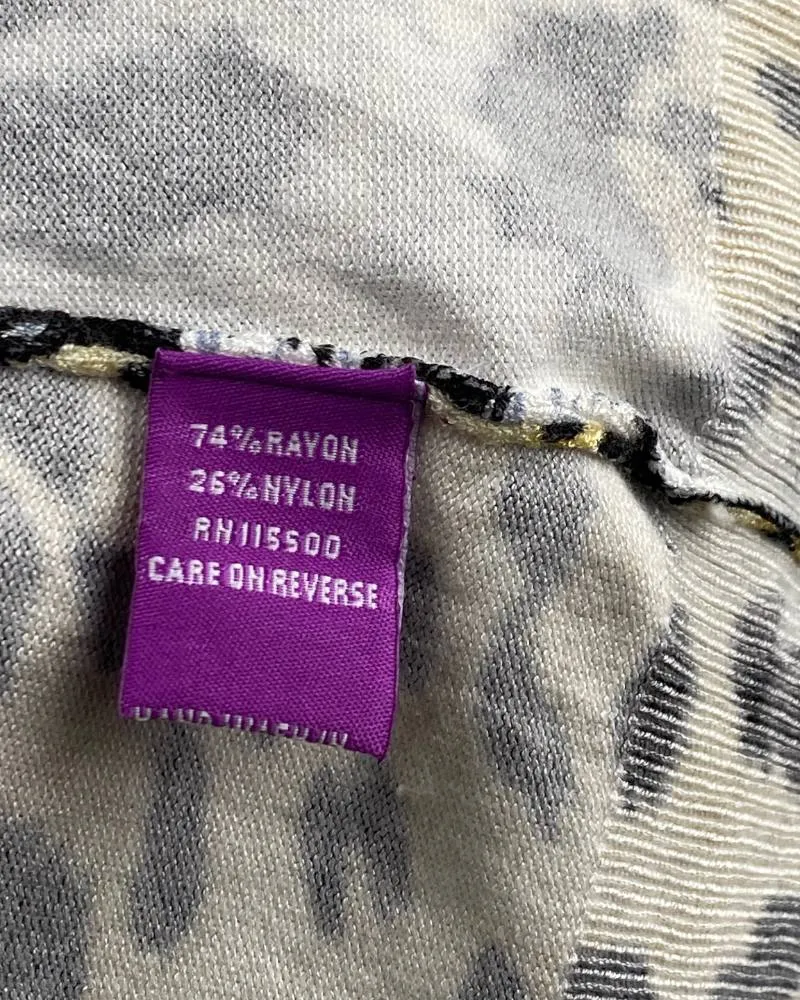 74% RAYON
26% NYLON
RN115500
CARE ON REVERSE